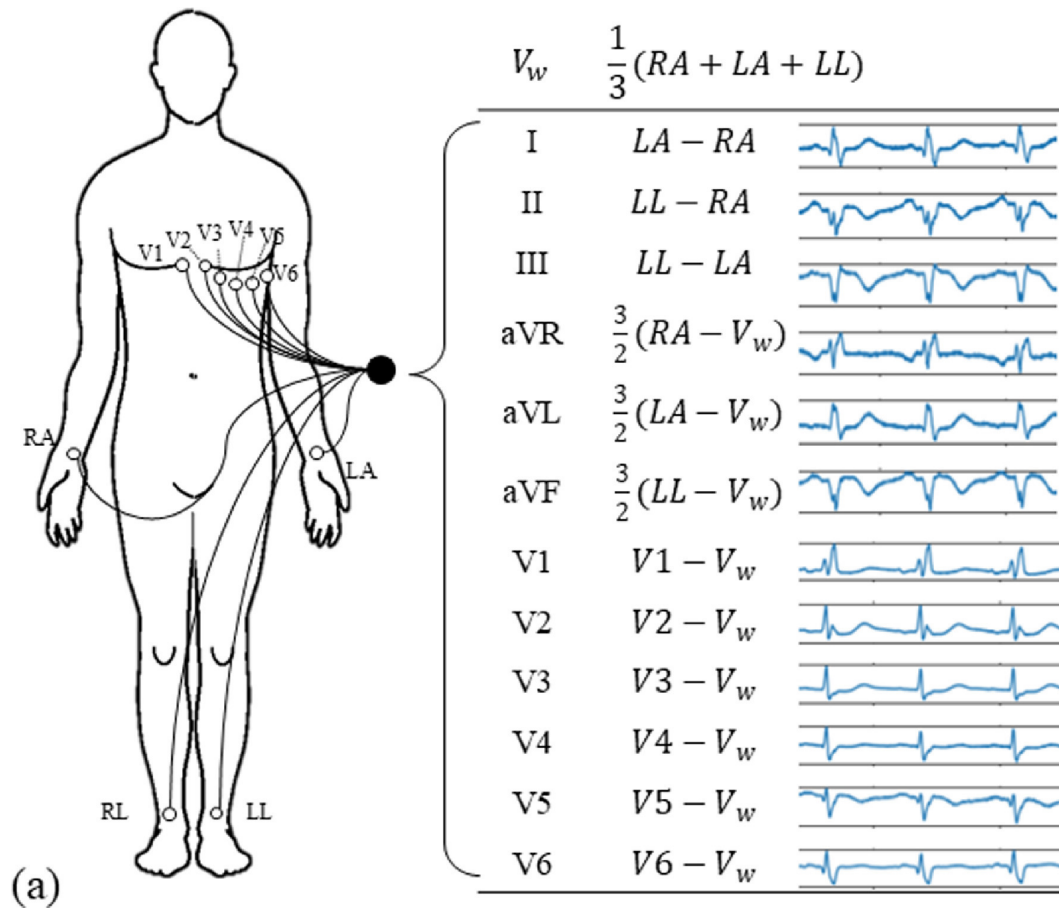 V_w 1/3(RA + LA + LL)
I LA − RA
II LL − RA
III LL − LA
aVR 3/2(RA − V_w)
aVL 3/2(LA − V_w)
aVF 3/2(LL − V_w)
V1 V1 − V_w
V2 V2 − V_w
V3 V3 − V_w
V4 V4 − V_w
V5 V5 − V_w
V6 V6 − V_w
V1 V2 V3 V4 V5
V6
RA
LA
RL LL
(a)